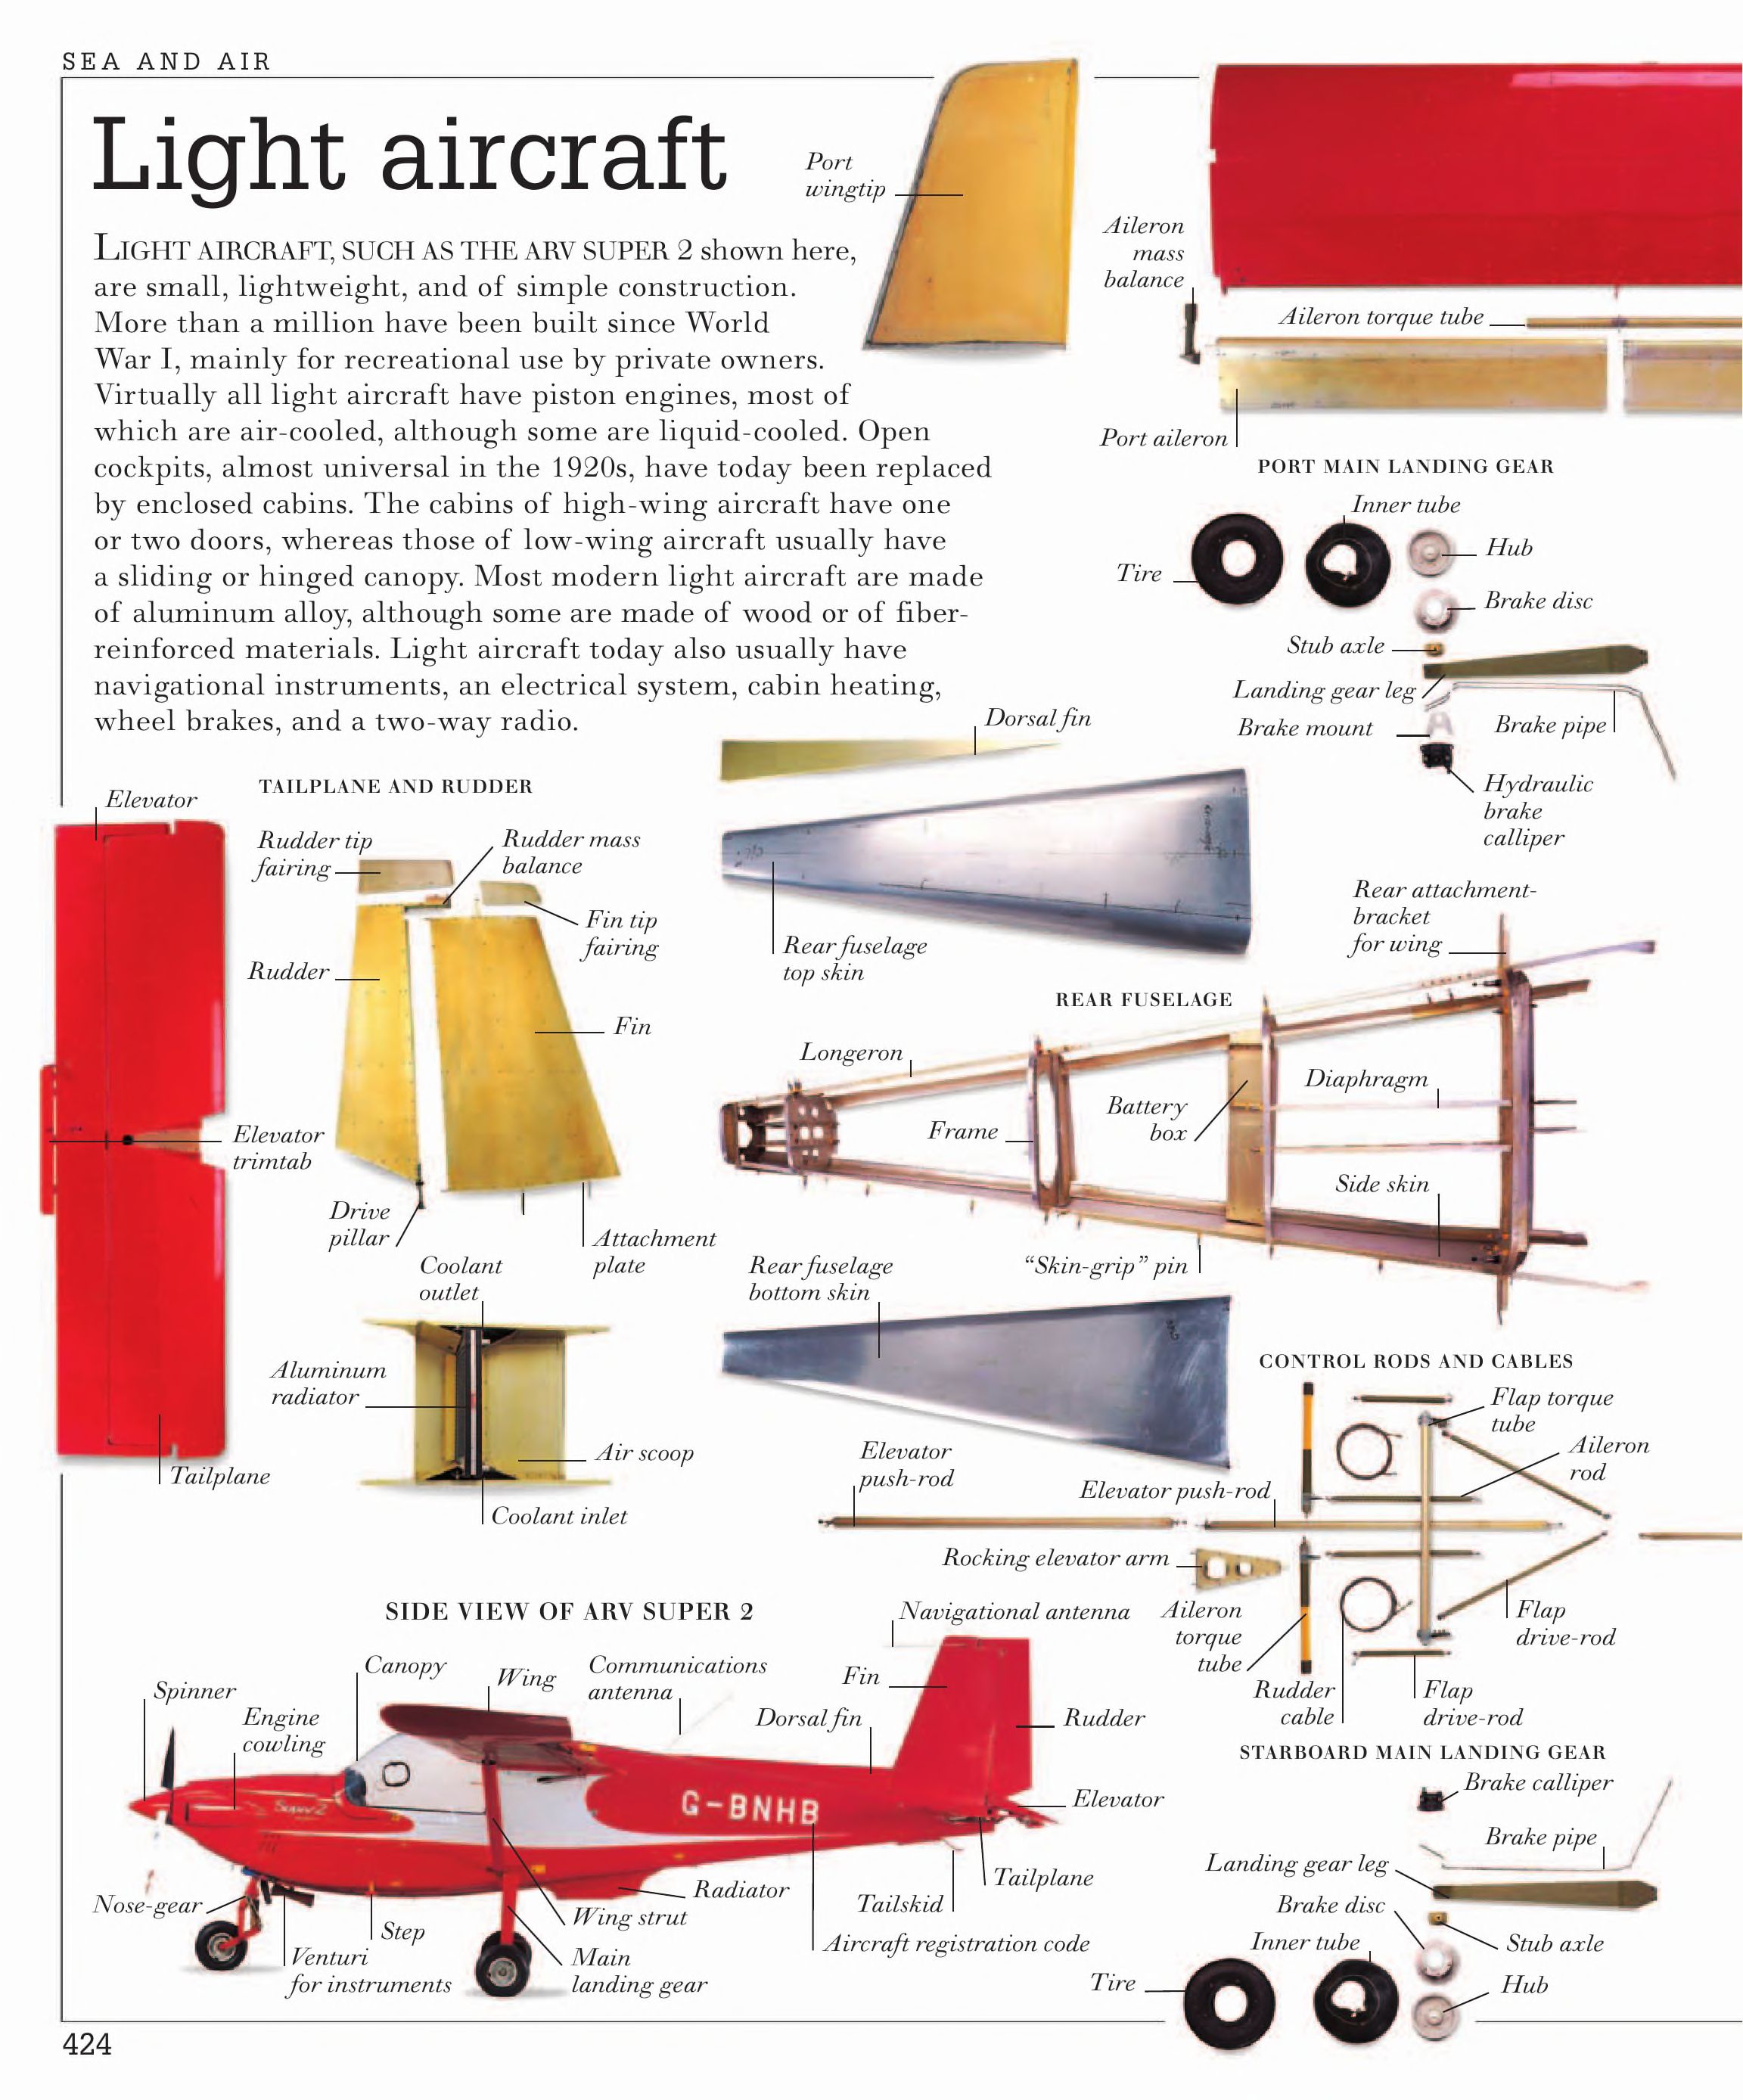 SEA AND AIR
Light aircraft
LIGHT AIRCRAFT, SUCH AS THE ARV SUPER 2 shown here,
are small, lightweight, and of simple construction.
More than a million have been built since World
War I, mainly for recreational use by private owners.
Virtually all light aircraft have piston engines, most of
which are air-cooled, although some are liquid-cooled. Open
cockpits, almost universal in the 1920s, have today been replaced
by enclosed cabins. The cabins of high-wing aircraft have one
or two doors, whereas those of low-wing aircraft usually have
a sliding or hinged canopy. Most modern light aircraft are made
of aluminum alloy, although some are made of wood or of fiber-
reinforced materials. Light aircraft today also usually have
navigational instruments, an electrical system, cabin heating,
wheel brakes, and a two-way radio.
Port
wingtip
Aileron
mass
balance
Aileron torque tube
Port aileron
PORT MAIN LANDING GEAR
Inner tube
Hub
Tire
Brake disc
Stub axle
Landing gear leg
Brake mount
Brake pipe
Hydraulic
brake
calliper
Dorsal fin
TAILPLANE AND RUDDER
Elevator
Rudder tip
fairing
Rudder mass
balance
Fin tip
fairing
Rudder
Fin
Elevator
trimtab
Drive
pillar
Attachment
plate
Tailplane
Coolant
outlet
Aluminum
radiator
Air scoop
Coolant inlet
Rear fuselage
top skin
Rear attachment-
bracket
for wing
REAR FUSELAGE
Longeron
Diaphragm
Battery
box
Frame
Side skin
"Skin-grip" pin
Rear fuselage
bottom skin
CONTROL RODS AND CABLES
Flap torque
tube
Aileron
rod
Elevator
push-rod
Elevator push-rod
Rocking elevator arm
Aileron
torque
tube
Flap
drive-rod
Rudder
cable
Flap
drive-rod
SIDE VIEW OF ARV SUPER 2
Navigational antenna
Canopy
Wing
Communications
antenna
Fin
Spinner
Engine
cowling
Dorsal fin
Rudder
Super2
G-BNHB
Elevator
Tailplane
Nose-gear
Radiator
Tailskid
Wing strut
Step
Aircraft registration code
Venturi
for instruments
Main
landing gear
STARBOARD MAIN LANDING GEAR
Brake calliper
Brake pipe
Landing gear leg
Brake disc
Inner tube
Stub axle
Tire
Hub
424